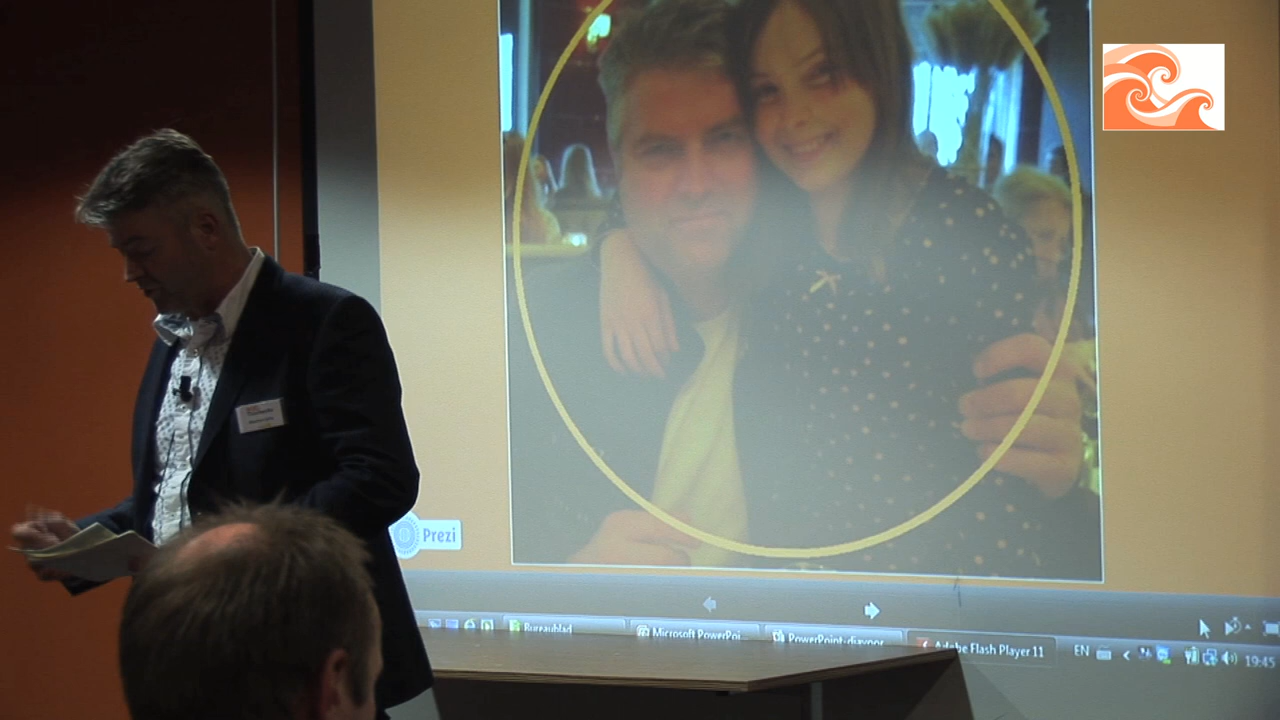 Prezi
Bureaublad
Microsoft PowerPoi
PowerPoint-diavoor
Adobe Flash Player 11
EN
19:45